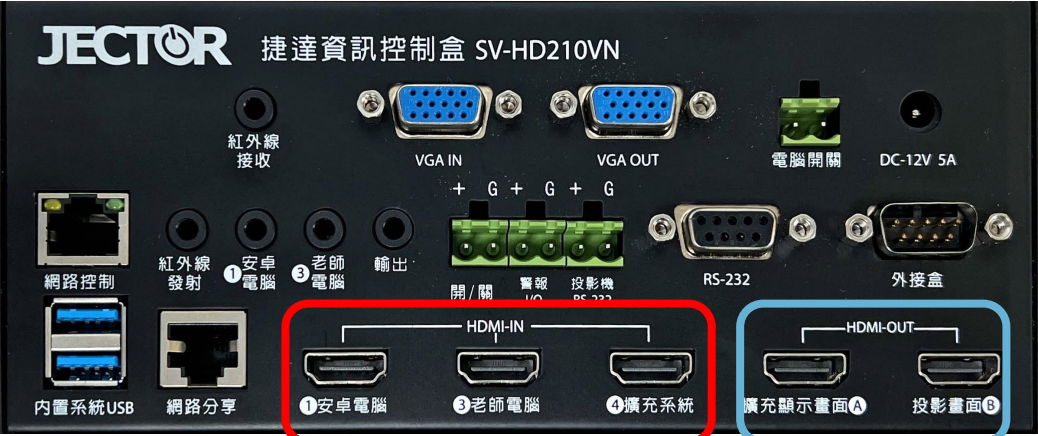 JECTOR 捷達資訊控制盒 SV-HD210VN
紅外線
接收
VGA IN
VGA OUT
電腦開關
DC-12V 5A
+ G + G + G
網路控制
紅外線
發射
❶安卓
電腦
❸老師
電腦
輸出
開/關
警報
I/O
投影機
RS-232
RS-232
外接盒
HDMI-IN
HDMI-OUT
內置系統USB
網路分享
❶安卓電腦
❸老師電腦
❹擴充系統
擴充顯示畫面Ⓐ
投影畫面Ⓑ